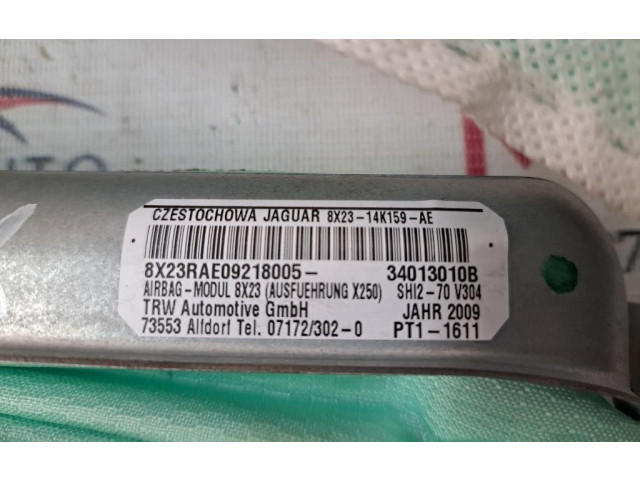 UTO
CZESTOCHOWA JAGUAR 8X23-14K159-AE
8X23RAE09218005- 34013010B
AIRBAG-MODUL 8X23 (AUSFUEHRUNG X250) SHI2-70 V304
TRW Automotive GmbH JAHR 2009
73553 Alfdorf Tel. 07172/302-0 PT1-1611